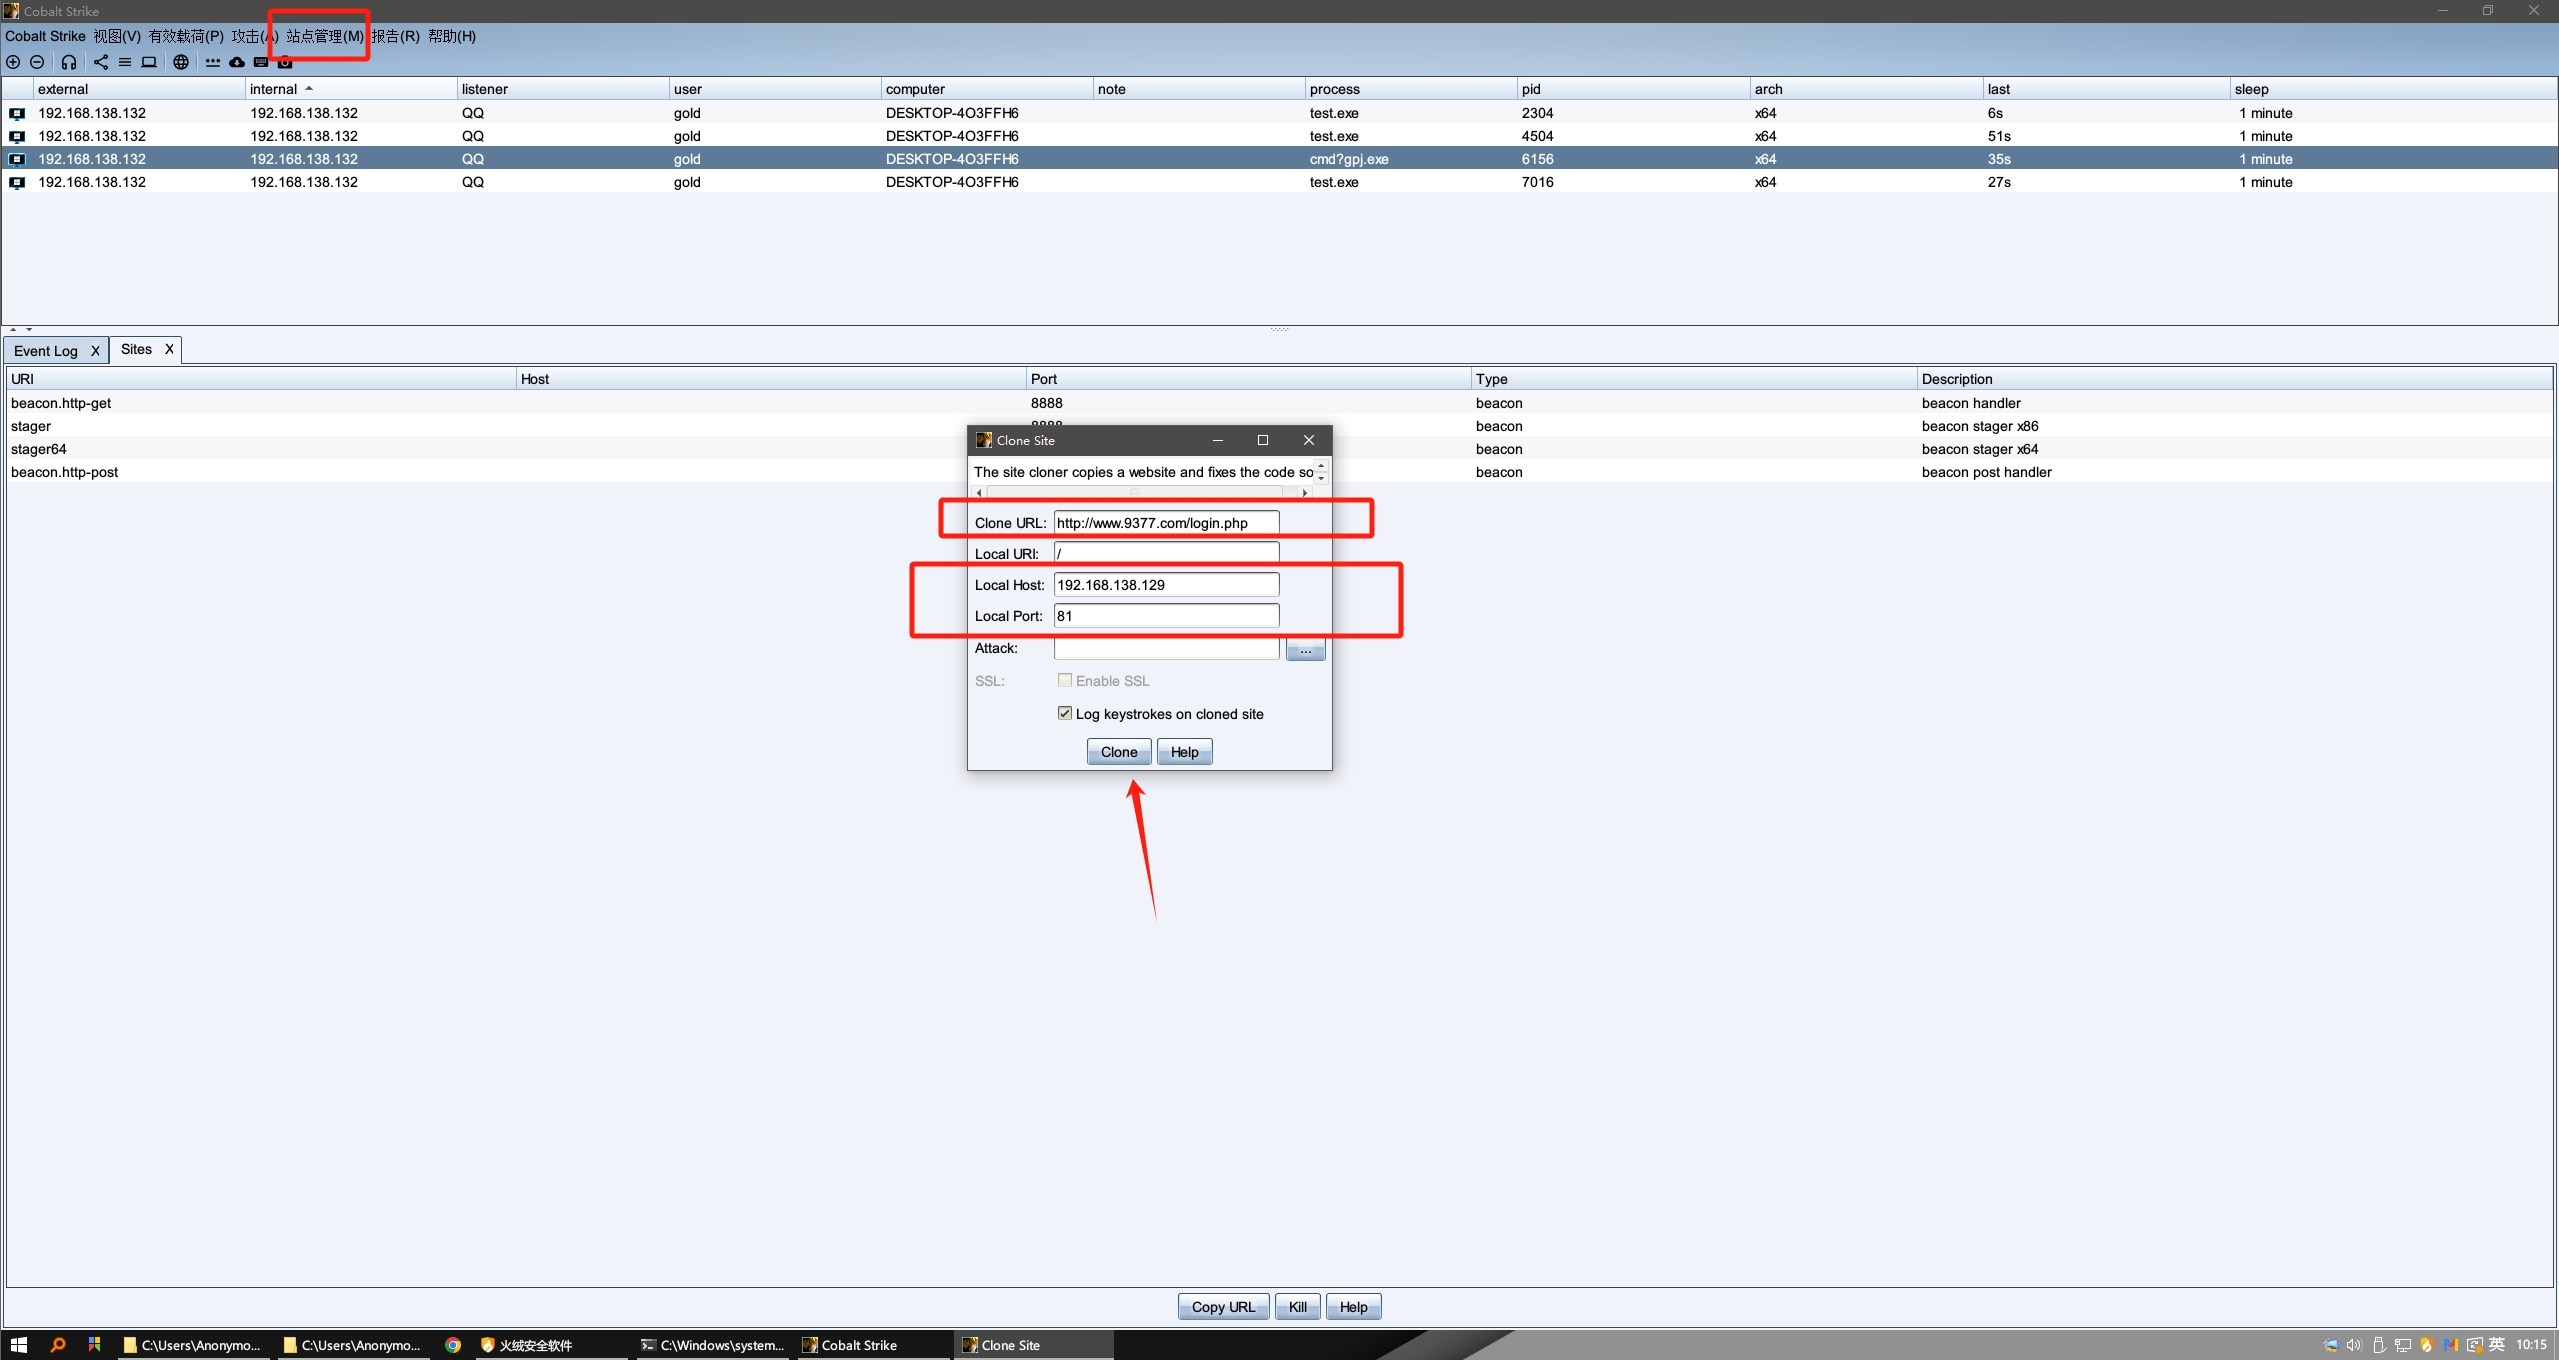 Cobalt Strike
Cobalt Strike 视图(V) 有效载荷(P) 攻击(A) 站点管理(M) 报告(R) 帮助(H)
external internal listener user computer note process pid arch last sleep
192.168.138.132 192.168.138.132 QQ gold DESKTOP-4O3FFH6 test.exe 2304 x64 6s 1 minute
192.168.138.132 192.168.138.132 QQ gold DESKTOP-4O3FFH6 test.exe 4504 x64 51s 1 minute
192.168.138.132 192.168.138.132 QQ gold DESKTOP-4O3FFH6 cmd?gpj.exe 6156 x64 35s 1 minute
192.168.138.132 192.168.138.132 QQ gold DESKTOP-4O3FFH6 test.exe 7016 x64 27s 1 minute
Event Log X Sites X
URI Host Port Type Description
beacon.http-get 8888 beacon beacon handler
stager beacon beacon stager x86
stager64 beacon beacon stager x64
beacon.http-post beacon beacon post handler
Clone Site
The site cloner copies a website and fixes the code so
Clone URL: http://www.9377.com/login.php
Local URI: /
Local Host: 192.168.138.129
Local Port: 81
Attack: ...
SSL: Enable SSL
Log keystrokes on cloned site
Clone Help
Copy URL Kill Help
C:\Users\Anonymo... C:\Users\Anonymo... 火绒安全软件 C:\Windows\system... Cobalt Strike Clone Site 英 10:15